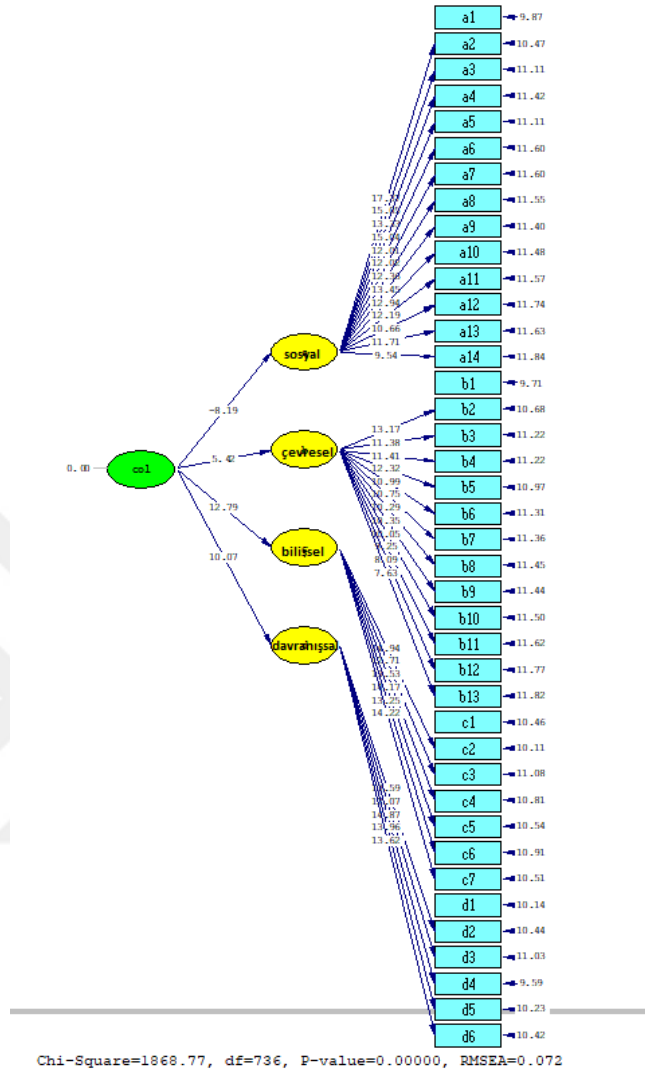 a1 9.87
a2 10.47
a3 11.11
a4 11.42
a5 11.11
a6 11.60
a7 11.60
a8 11.55
a9 11.40
a10 11.48
a11 11.57
a12 11.74
a13 11.63
a14 11.84
b1 9.71
b2 10.68
b3 11.22
b4 11.22
b5 10.97
b6 11.31
b7 11.36
b8 11.45
b9 11.44
b10 11.50
b11 11.62
b12 11.77
b13 11.82
c1 10.46
c2 10.11
c3 11.08
c4 10.81
c5 10.54
c6 10.91
c7 10.51
d1 10.14
d2 10.44
d3 11.03
d4 9.59
d5 10.23
d6 10.42
12.94
12.19
10.66
11.71
9.54
sosyal
-8.19
13.17
11.38
11.41
12.32
10.99
7.63
çevresel
5.42
0.00
col
12.79
bilişsel
13.25
14.22
10.07
davranışsal
13.96
13.62
Chi-Square=1868.77, df=736, P-value=0.00000, RMSEA=0.072